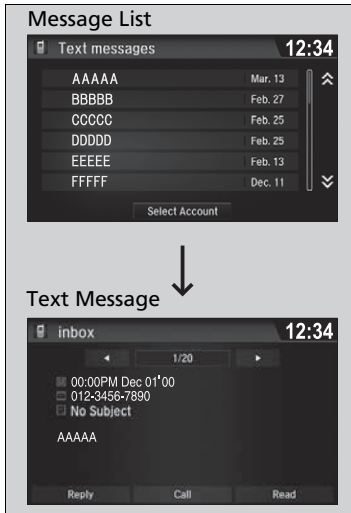 Message List
Text messages 12:34
AAAAA Mar. 13
BBBBB Feb. 27
CCCCC Feb. 25
DDDDD Feb. 25
EEEEE Feb. 13
FFFFF Dec. 11
Select Account
Text Message
inbox 12:34
1/20
00:00PM Dec 01'00
012-3456-7890
No Subject
AAAAA
Reply Call Read